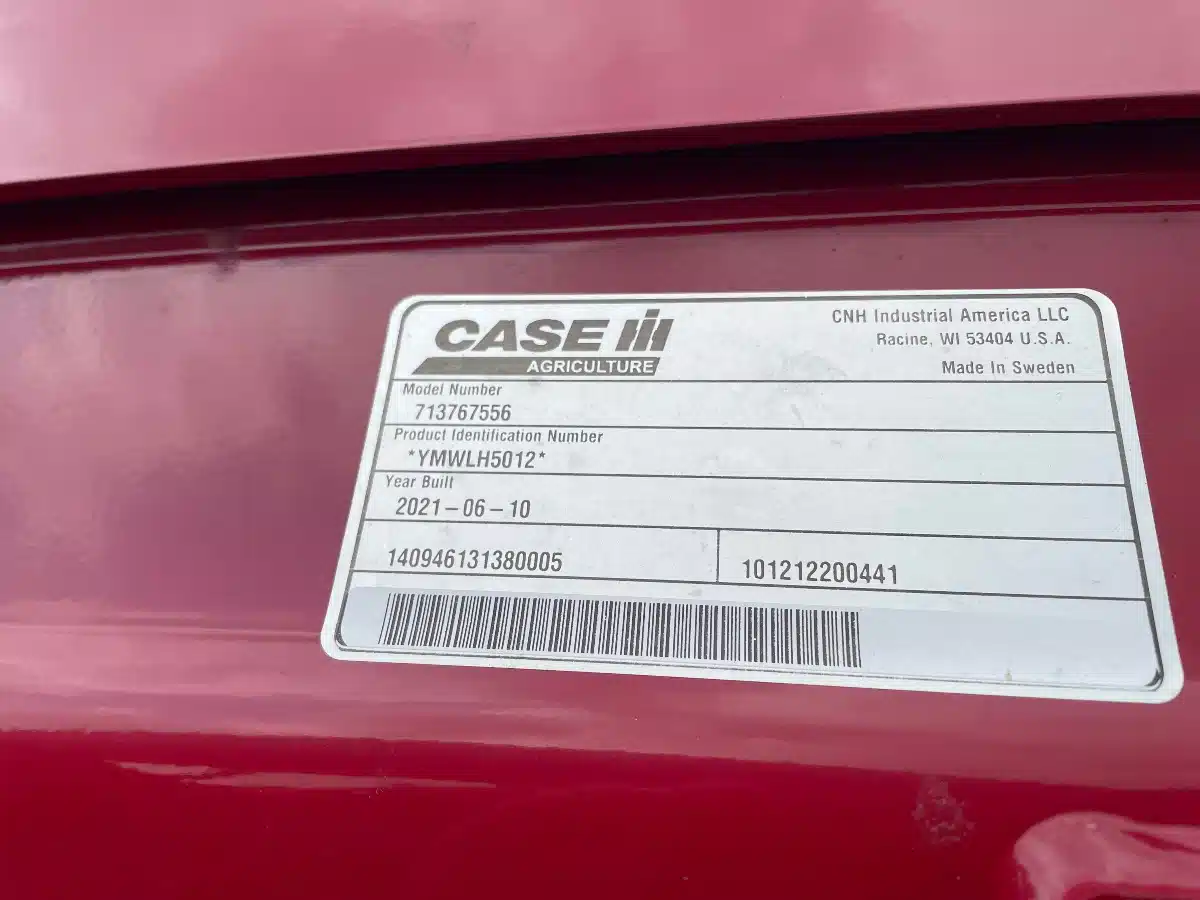 CASE IH
AGRICULTURE
CNH Industrial America LLC
Racine, WI 53404 U.S.A.
Made In Sweden
Model Number
713767556
Product Identification Number
*YMWLH5012*
Year Built
2021-06-10
140946131380005
101212200441